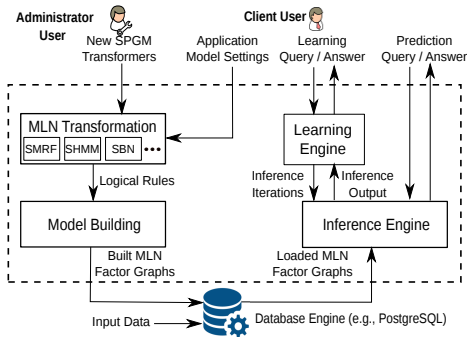 Administrator
User
Client User
New SPGM
Transformers
Application
Model Settings
Learning
Query / Answer
Prediction
Query / Answer
MLN Transformation
SMRF SHMM SBN •••
Learning
Engine
Logical Rules
Inference
Iterations
Inference
Output
Model Building
Inference Engine
Built MLN
Factor Graphs
Loaded MLN
Factor Graphs
Input Data
Database Engine (e.g., PostgreSQL)